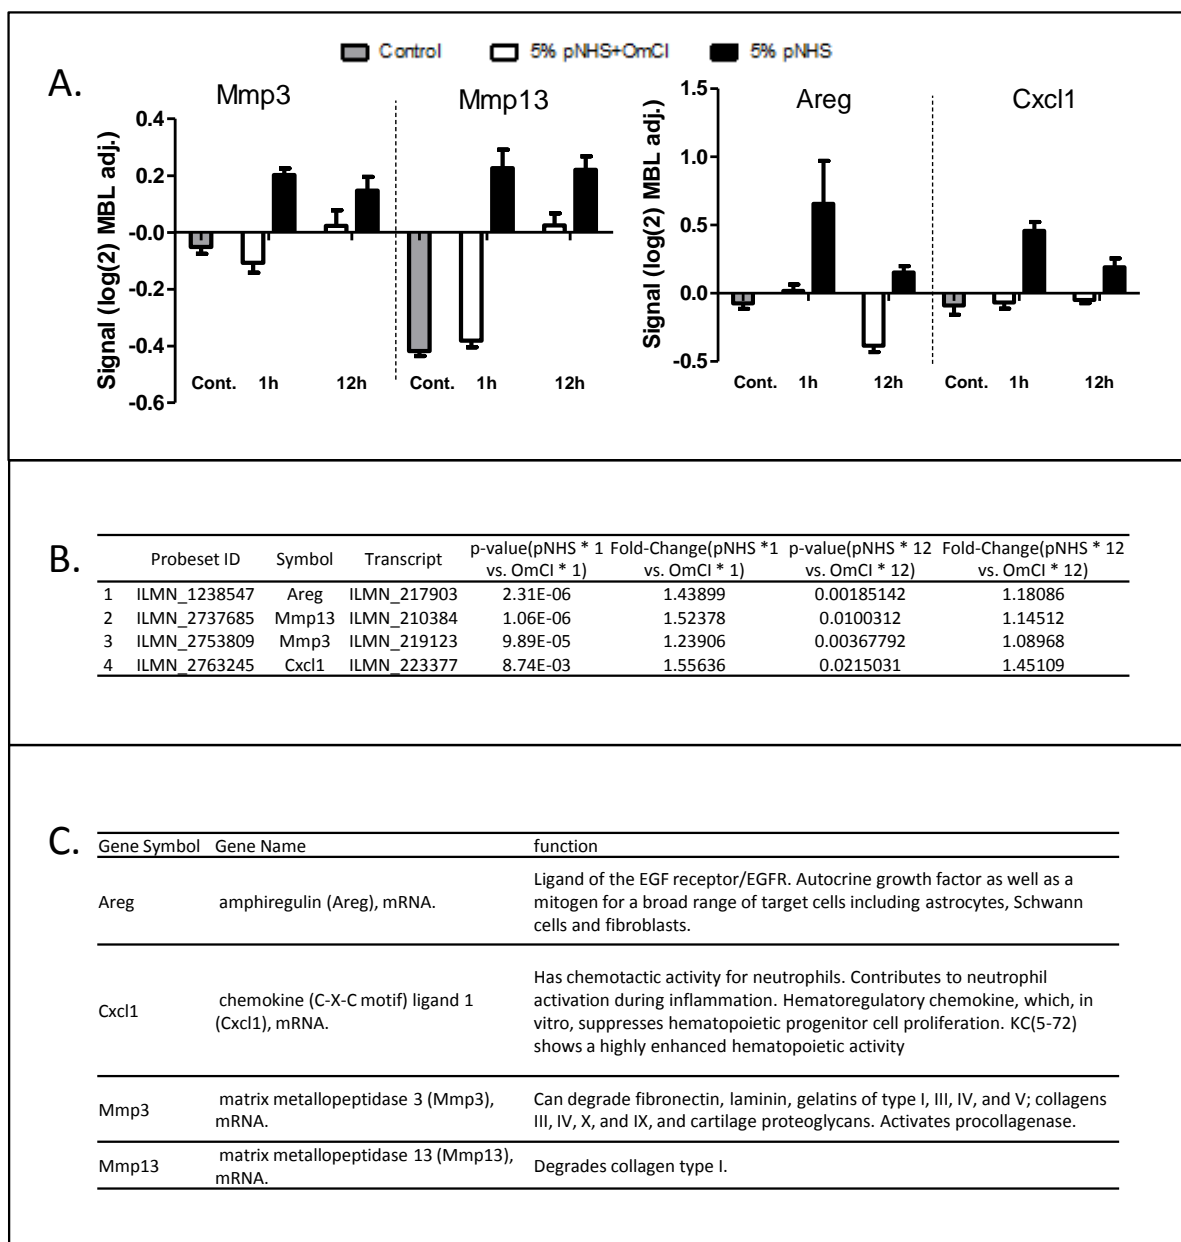 Control 5% pNHS+OmCI 5% pNHS
A.
Mmp3 Mmp13
Signal (log(2) MBL adj.)
0.4
0.2
-0.0
-0.2
-0.4
-0.6
Cont. 1h 12h Cont. 1h 12h
Areg Cxcl1
Signal (log(2) MBL adj.)
1.5
1.0
0.5
0.0
-0.5
Cont. 1h 12h Cont. 1h 12h
B.
Probeset ID Symbol Transcript p-value(pNHS * 1 vs. OmCI * 1) Fold-Change(pNHS *1 vs. OmCI * 1) p-value(pNHS * 12 vs. OmCI * 12) Fold-Change(pNHS * 12 vs. OmCI * 12)
1 ILMN_1238547 Areg ILMN_217903 2.31E-06 1.43899 0.00185142 1.18086
2 ILMN_2737685 Mmp13 ILMN_210384 1.06E-06 1.52378 0.0100312 1.14512
3 ILMN_2753809 Mmp3 ILMN_219123 9.89E-05 1.23906 0.00367792 1.08968
4 ILMN_2763245 Cxcl1 ILMN_223377 8.74E-03 1.55636 0.0215031 1.45109
C.
Gene Symbol Gene Name function
Areg
amphiregulin (Areg), mRNA.
Ligand of the EGF receptor/EGFR. Autocrine growth factor as well as a
mitogen for a broad range of target cells including astrocytes, Schwann
cells and fibroblasts.
Cxcl1
chemokine (C-X-C motif) ligand 1
(Cxcl1), mRNA.
Has chemotactic activity for neutrophils. Contributes to neutrophil
activation during inflammation. Hematoregulatory chemokine, which, in
vitro, suppresses hematopoietic progenitor cell proliferation. KC(5-72)
shows a highly enhanced hematopoietic activity
Mmp3
matrix metallopeptidase 3 (Mmp3),
mRNA.
Can degrade fibronectin, laminin, gelatins of type I, III, IV, and V; collagens
III, IV, X, and IX, and cartilage proteoglycans. Activates procollagenase.
Mmp13
matrix metallopeptidase 13 (Mmp13),
mRNA.
Degrades collagen type I.